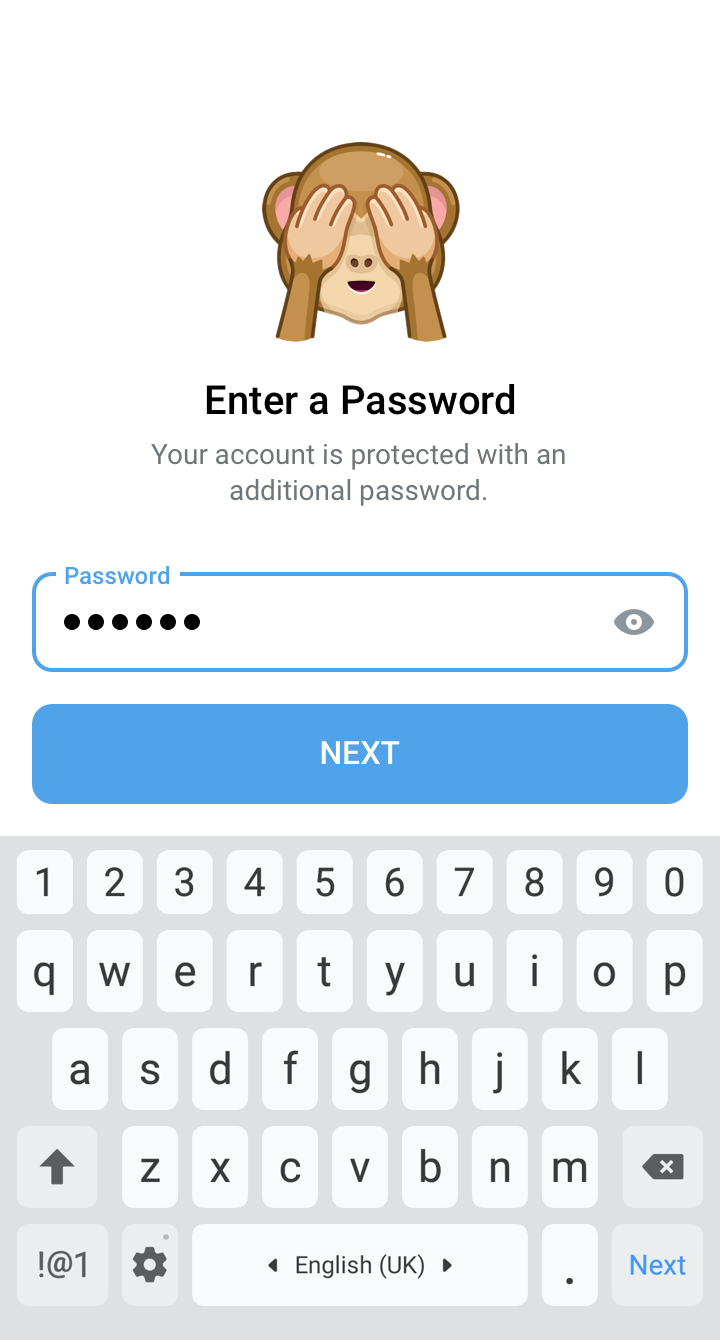 Enter a Password
Your account is protected with an
additional password.
Password
••••••
NEXT
1 2 3 4 5 6 7 8 9 0
q w e r t y u i o p
a s d f g h j k l
z x c v b n m
!@1 English (UK) . Next